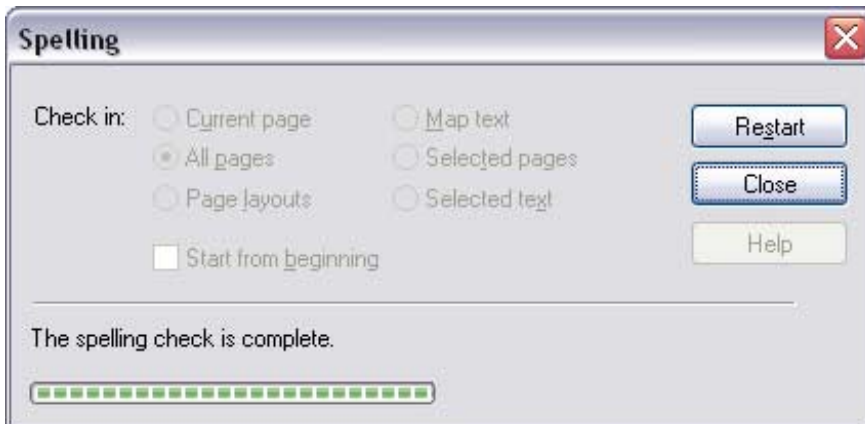 Spelling
Check in:
Current page
Map text
Restart
All pages
Selected pages
Close
Page layouts
Selected text
Help
Start from beginning
The spelling check is complete.